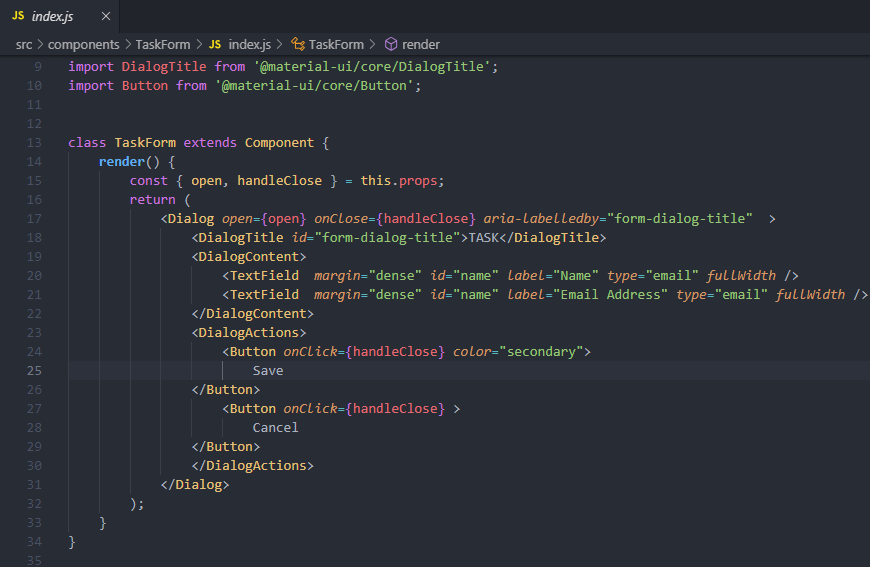 JS index.js ×
src > components > TaskForm > JS index.js > TaskForm > render
9 import DialogTitle from '@material-ui/core/DialogTitle';
10 import Button from '@material-ui/core/Button';
11
12
13 class TaskForm extends Component {
14 render() {
15 const { open, handleClose } = this.props;
16 return (
17 <Dialog open={open} onClose={handleClose} aria-labelledby="form-dialog-title"  >
18 <DialogTitle id="form-dialog-title">TASK</DialogTitle>
19 <DialogContent>
20 <TextField  margin="dense" id="name" label="Name" type="email" fullWidth />
21 <TextField  margin="dense" id="name" label="Email Address" type="email" fullWidth />
22 </DialogContent>
23 <DialogActions>
24 <Button onClick={handleClose} color="secondary">
25 Save
26 </Button>
27 <Button onClick={handleClose} >
28 Cancel
29 </Button>
30 </DialogActions>
31 </Dialog>
32 );
33 }
34 }
35